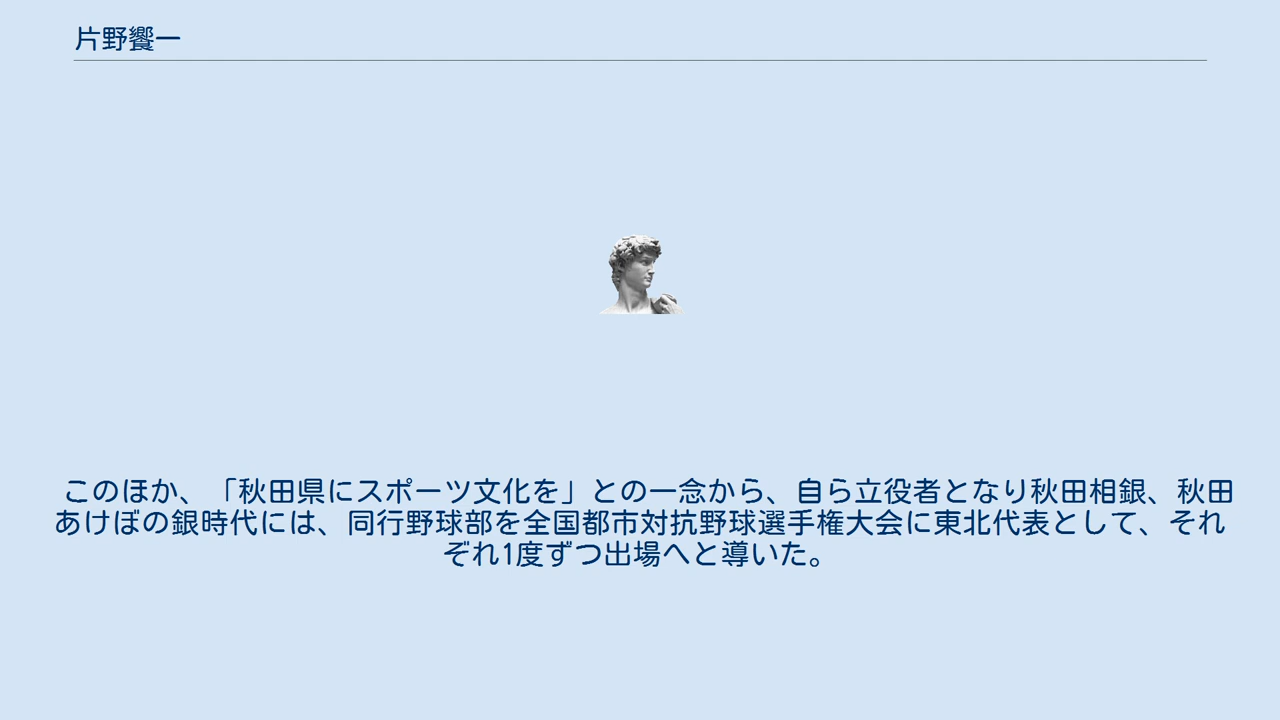 片野饗一
このほか、「秋田県にスポーツ文化を」との一念から、自ら立役者となり秋田相銀、秋田
あけぼの銀時代には、同行野球部を全国都市対抗野球選手権大会に東北代表として、それ
ぞれ1度ずつ出場へと導いた。